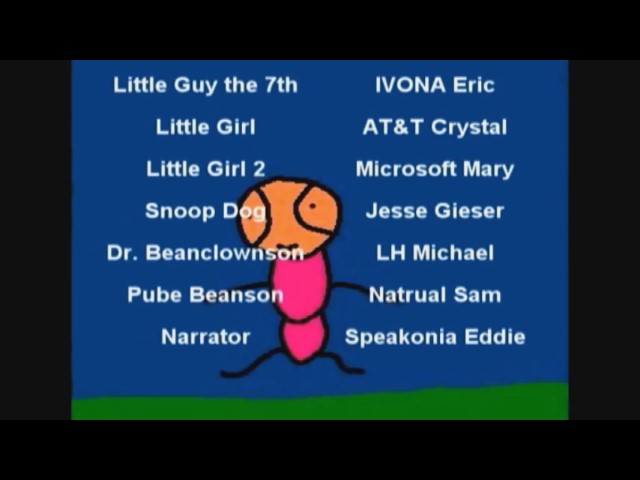 Little Guy the 7th IVONA Eric
Little Girl AT&T Crystal
Little Girl 2 Microsoft Mary
Snoop Dog Jesse Gieser
Dr. Beanclownson LH Michael
Pube Beanson Natrual Sam
Narrator Speakonia Eddie